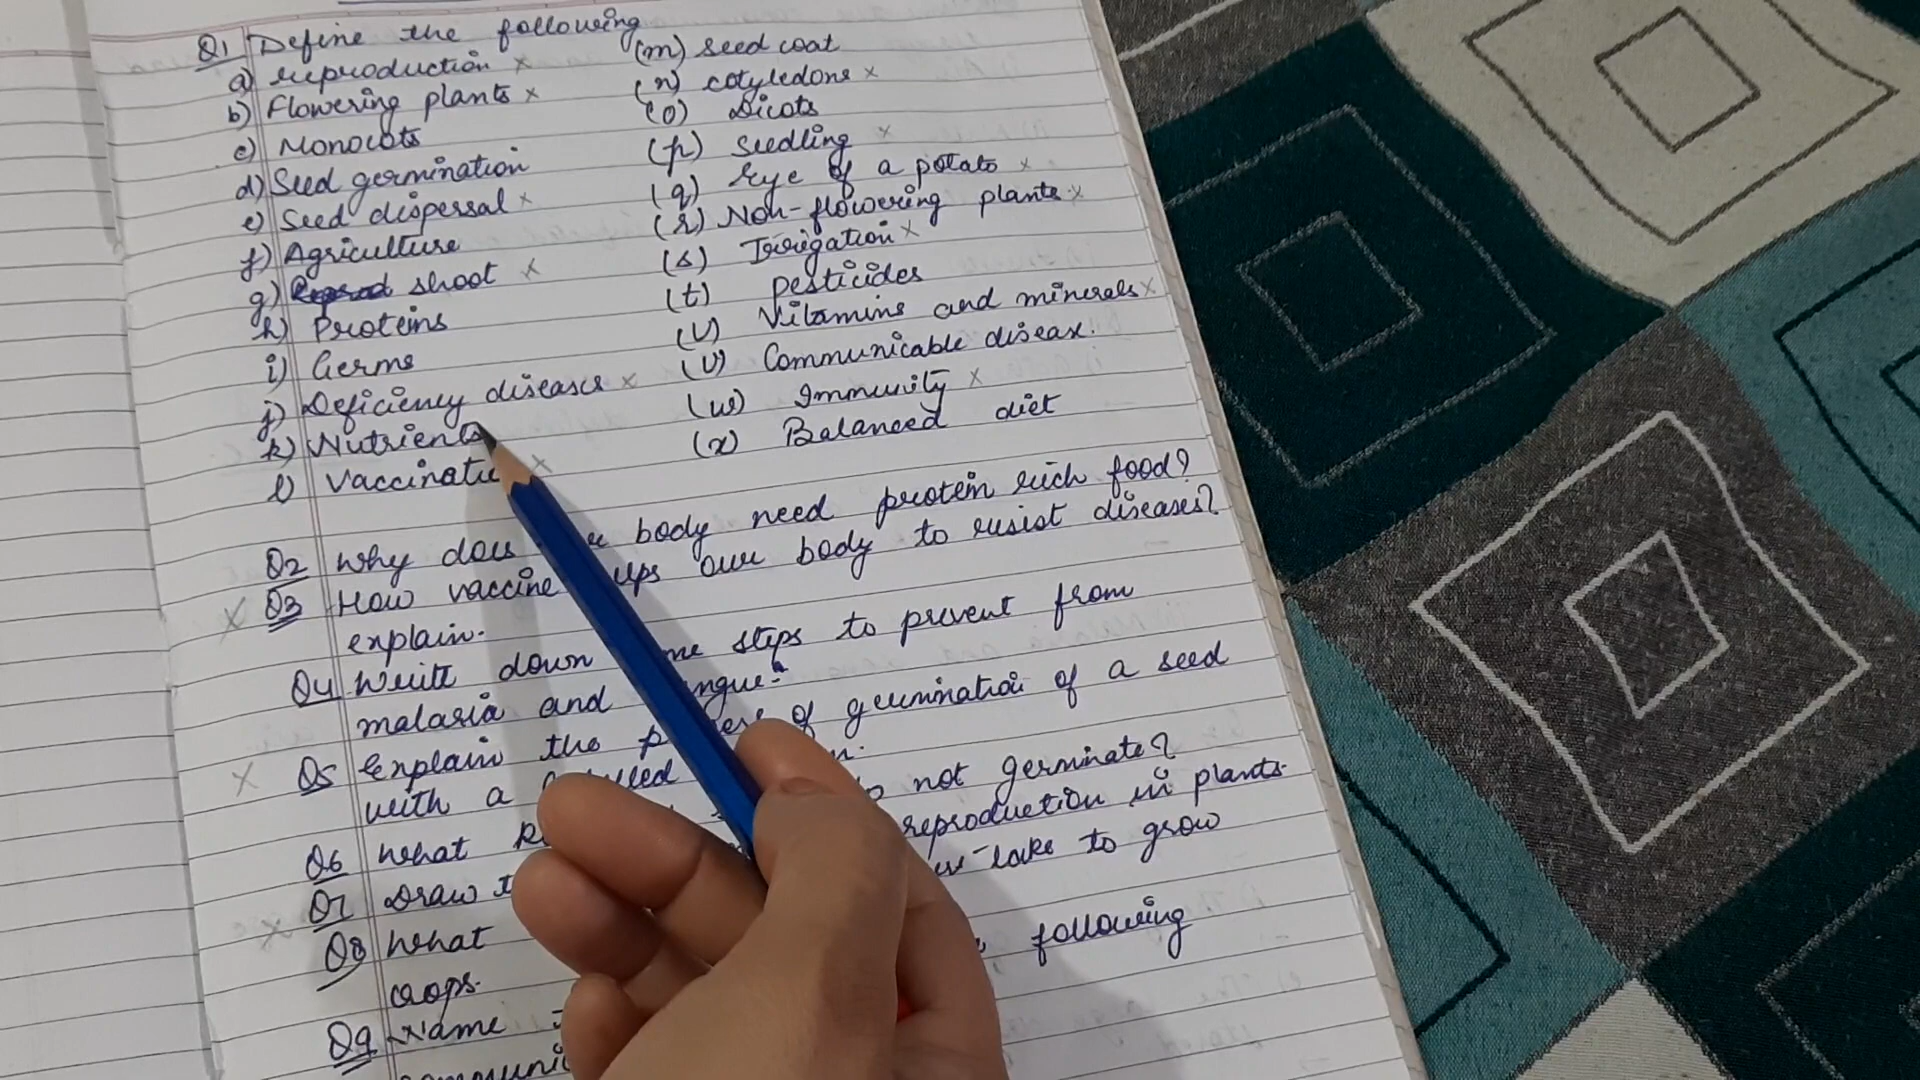 Q1 Define the following
a) reproduction ×
b) Flowering plants ×
c) Monocots
d) Seed germination
e) Seed dispersal ×
f) Agriculture
g) shoot ×
h) Proteins
i) Germs
j) Deficiency diseases ×
k) Nutrients
l) Vaccination ×
(m) seed coat
(n) cotyledons ×
(o) Dicots
(p) seedling ×
(q) Eye of a potato ×
(r) Non-flowering plants ×
(s) Irrigation ×
(t) Pesticides
(U) Vitamins and minerals ×
(V) Communicable disease.
(w) Immunity ×
(x) Balanced diet
Q2 Why does body need protein rich food?
× Q3 How vaccine our body to resist diseases?
explain.
Q4 Write down steps to prevent from
malaria and
× Q5 Explain the of germination of a seed
with a
Q6 What not germinate?
Q7 Draw reproduction in plants.
× Q8 What take to grow
following
crops.
Q9 Name